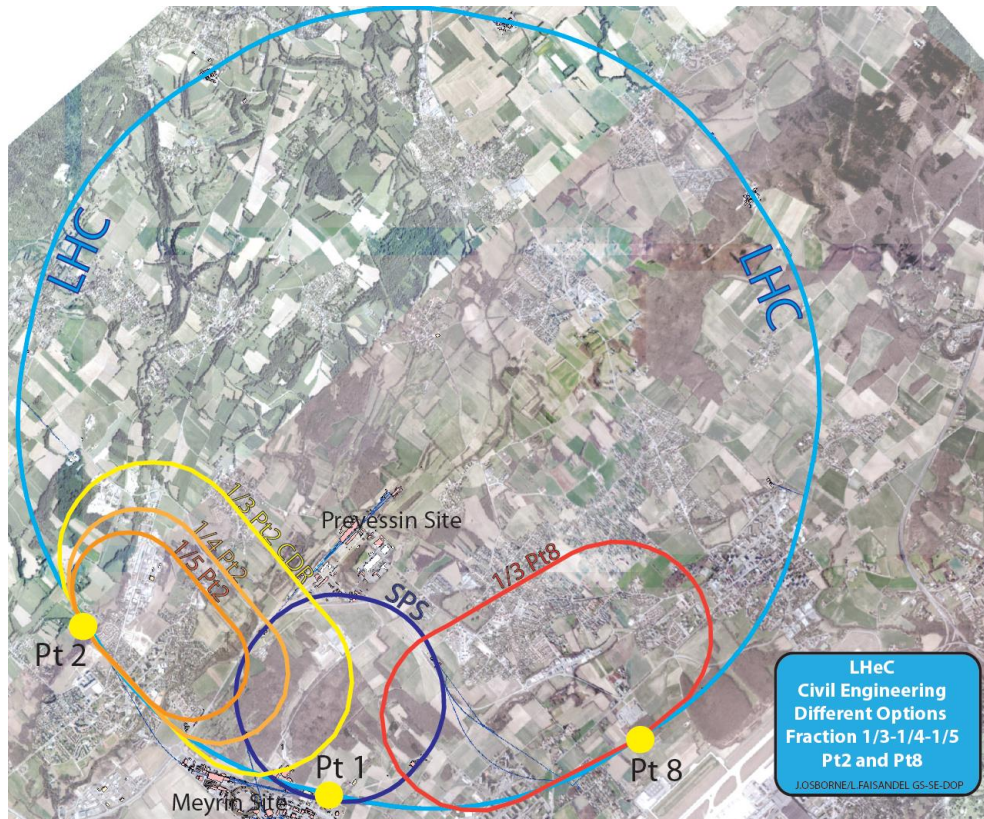 LHC
LHC
1/3 Pt2 CDR
1/4 Pt2
1/5 Pt2
Prevessin Site
SPS
1/3 Pt8
Pt 2
Pt 1
Pt 8
Meyrin Site
LHeC
Civil Engineering
Different Options
Fraction 1/3-1/4-1/5
Pt2 and Pt8
J.OSBORNE/L.FAISANDEL GS-SE-DOP